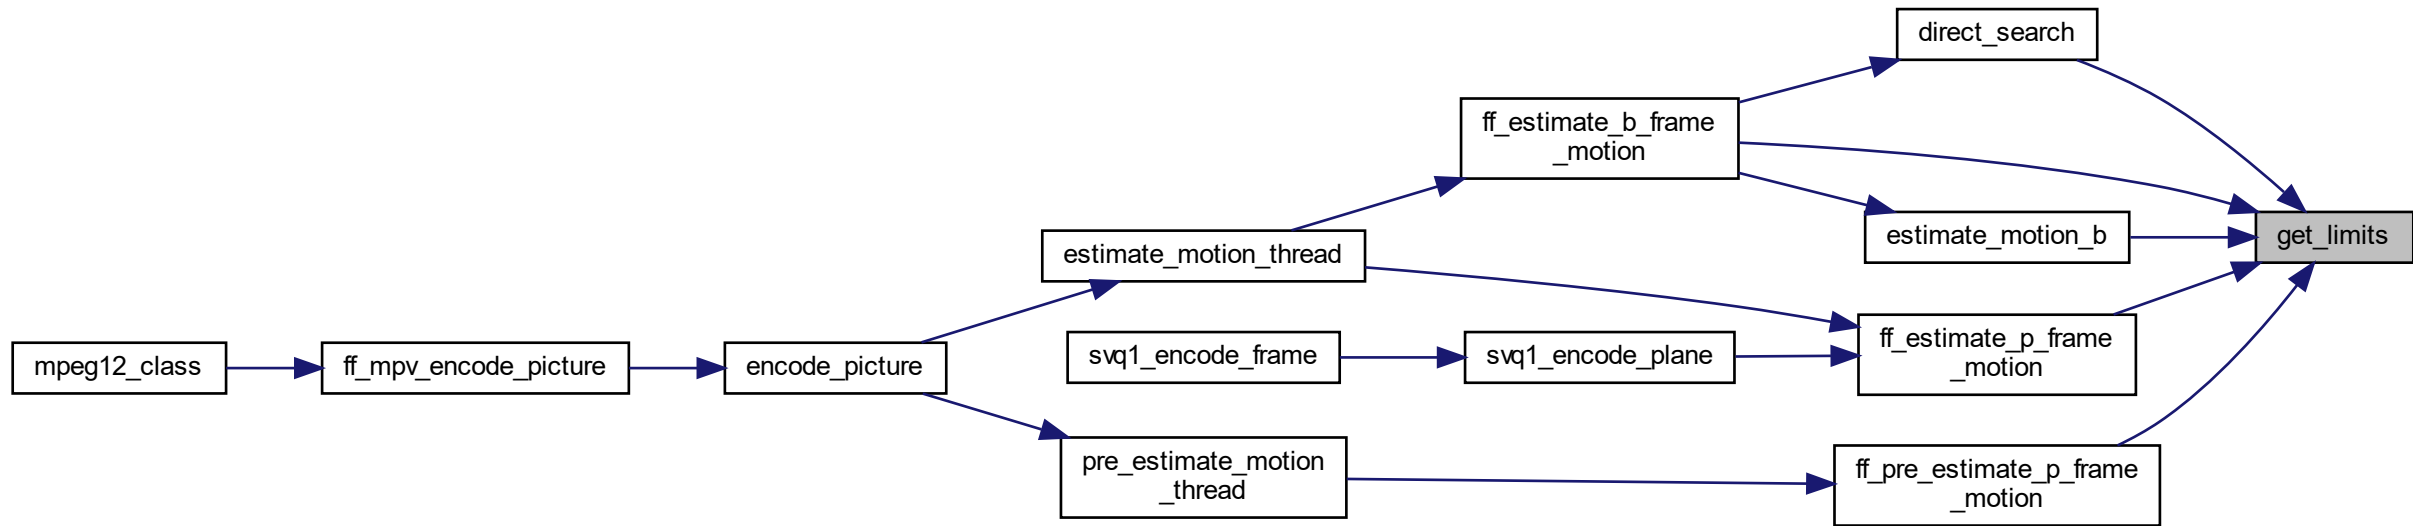 direct_search
ff_estimate_b_frame
_motion
estimate_motion_b
get_limits
estimate_motion_thread
ff_estimate_p_frame
_motion
svq1_encode_frame
svq1_encode_plane
mpeg12_class
ff_mpv_encode_picture
encode_picture
pre_estimate_motion
_thread
ff_pre_estimate_p_frame
_motion